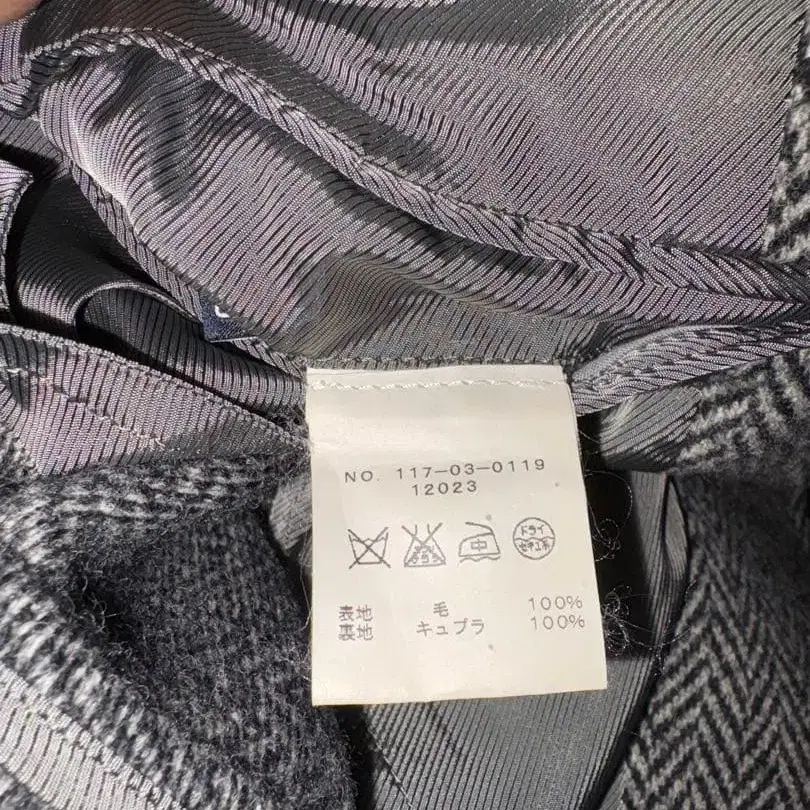 NO. 117-03-0119
12023
中 ドライ
セキユ系
表地 毛 100%
裏地 キュプラ 100%